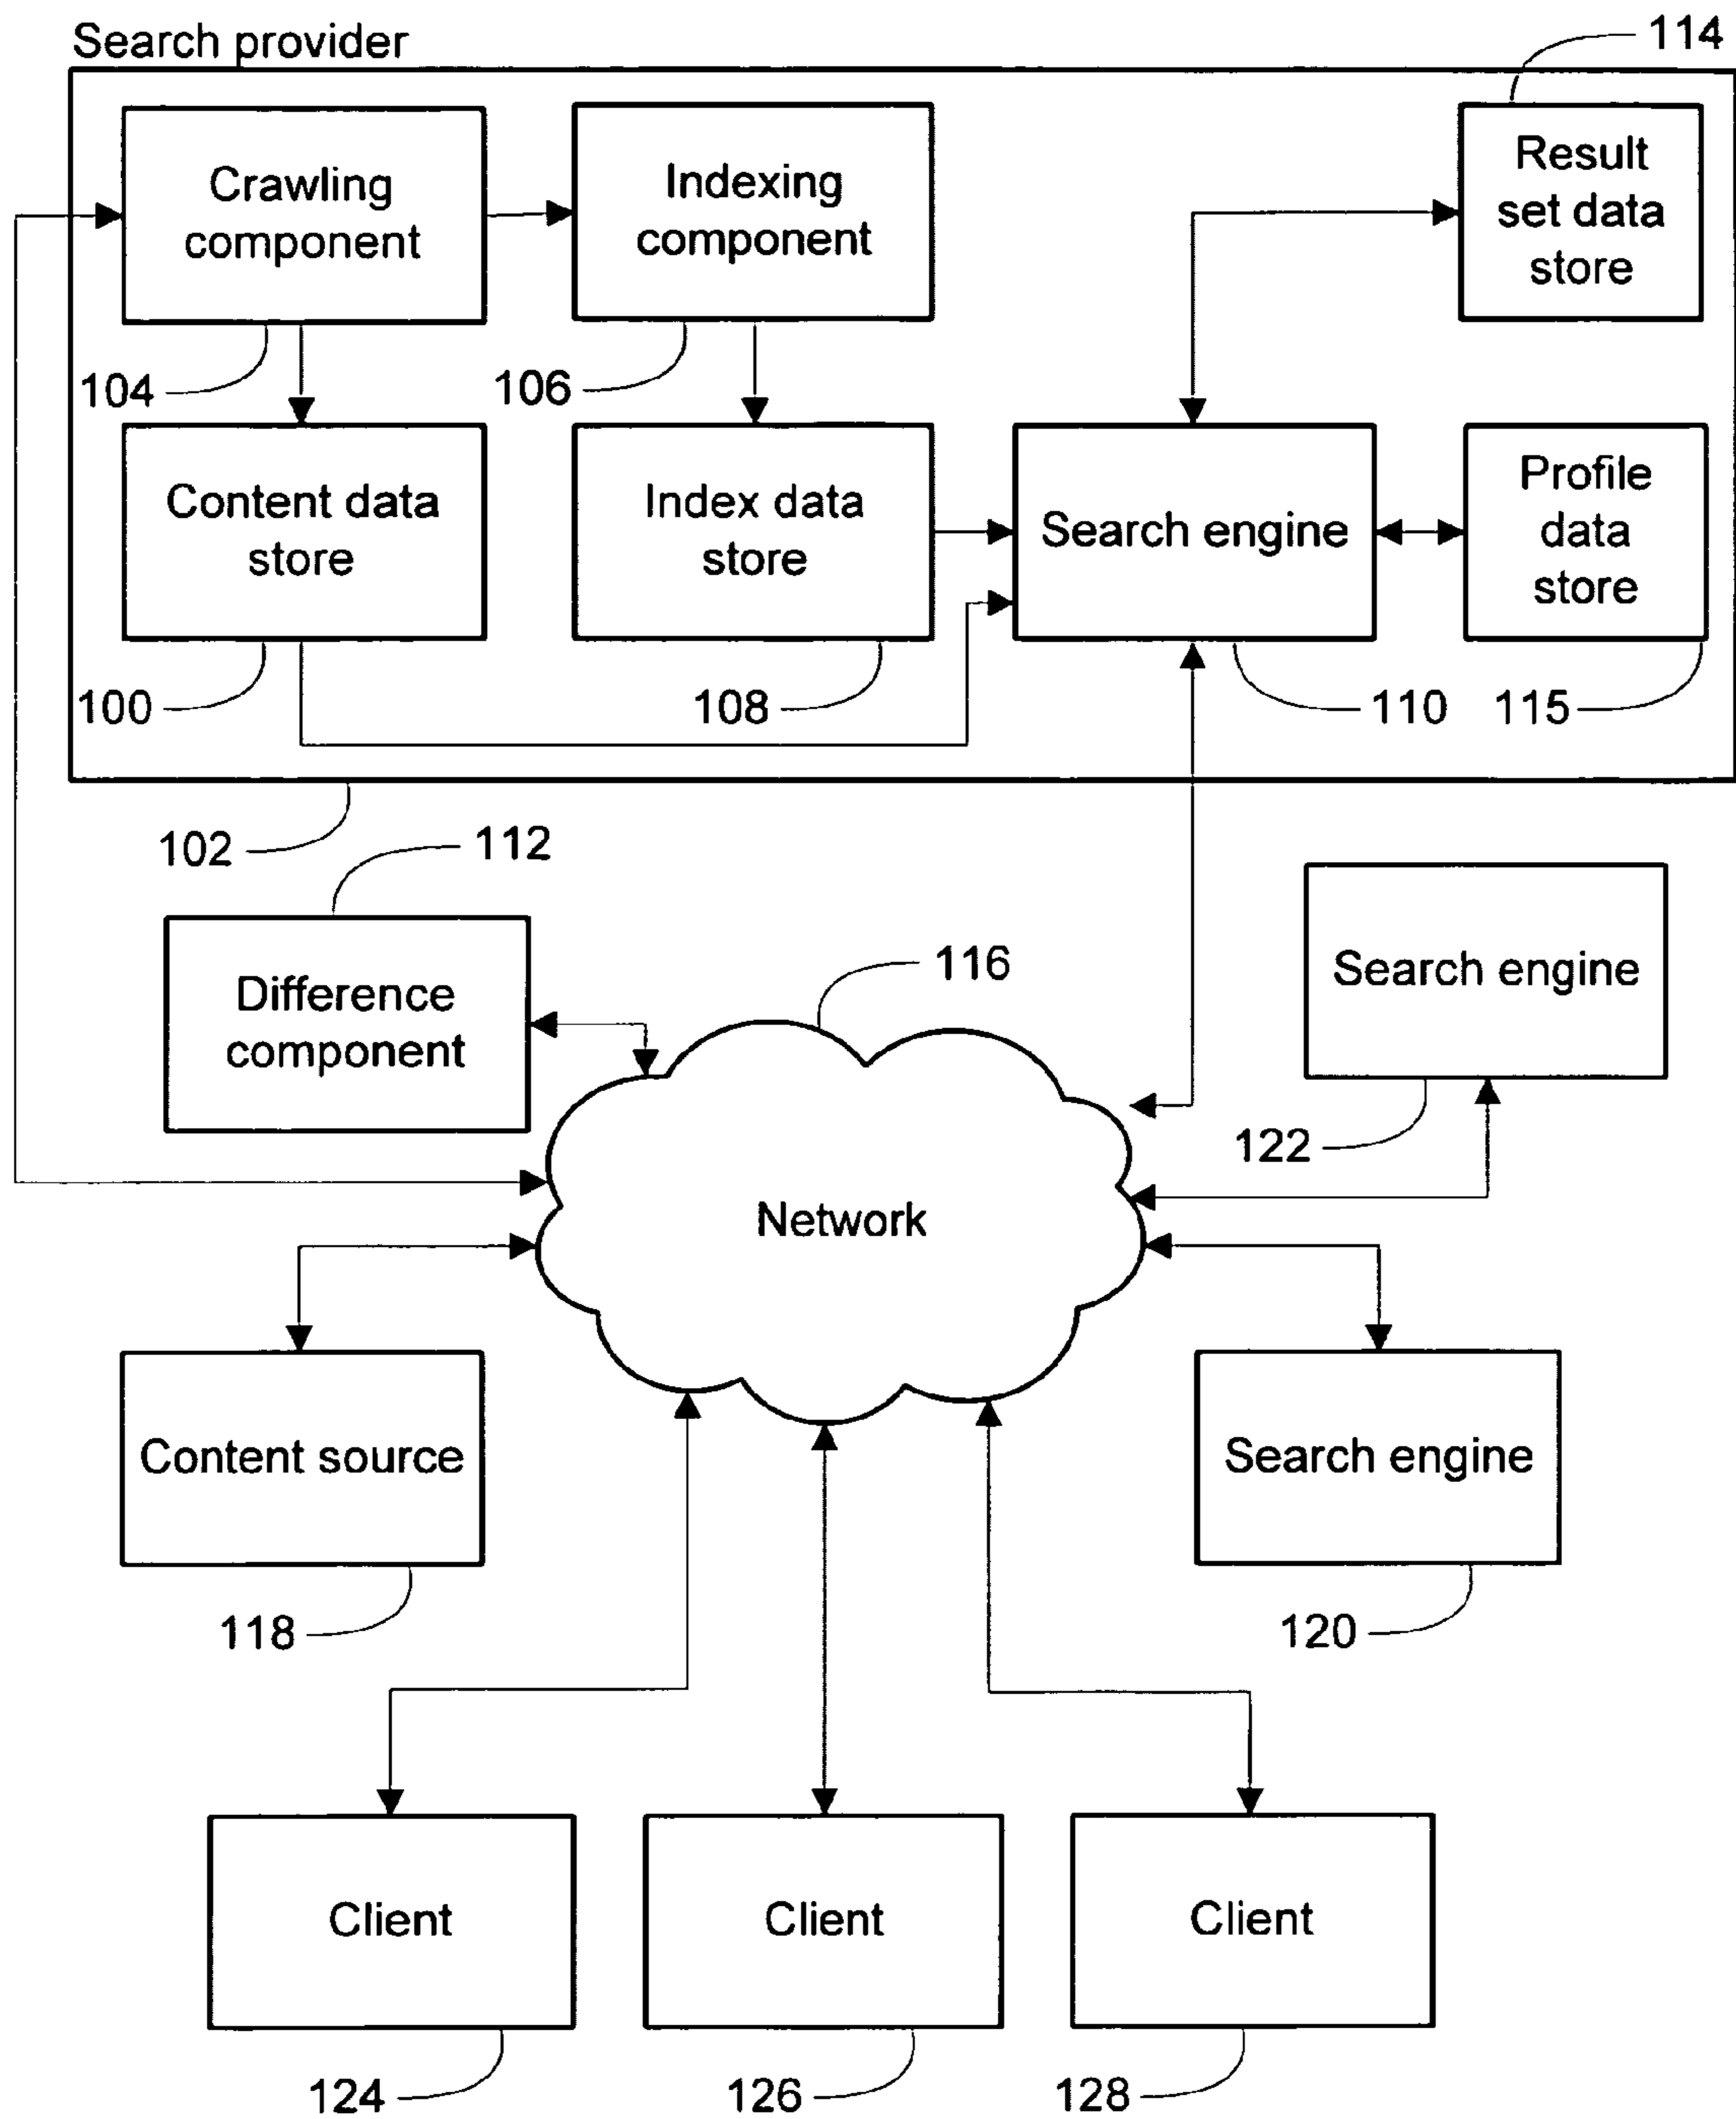 Search provider
114
Crawling
component
Indexing
component
Result
set data
store
104
106
Content data
store
Index data
store
Search engine
Profile
data
store
100
108
110
115
102
112
Difference
component
116
Search engine
122
Network
Content source
Search engine
118
120
Client
Client
Client
124
126
128